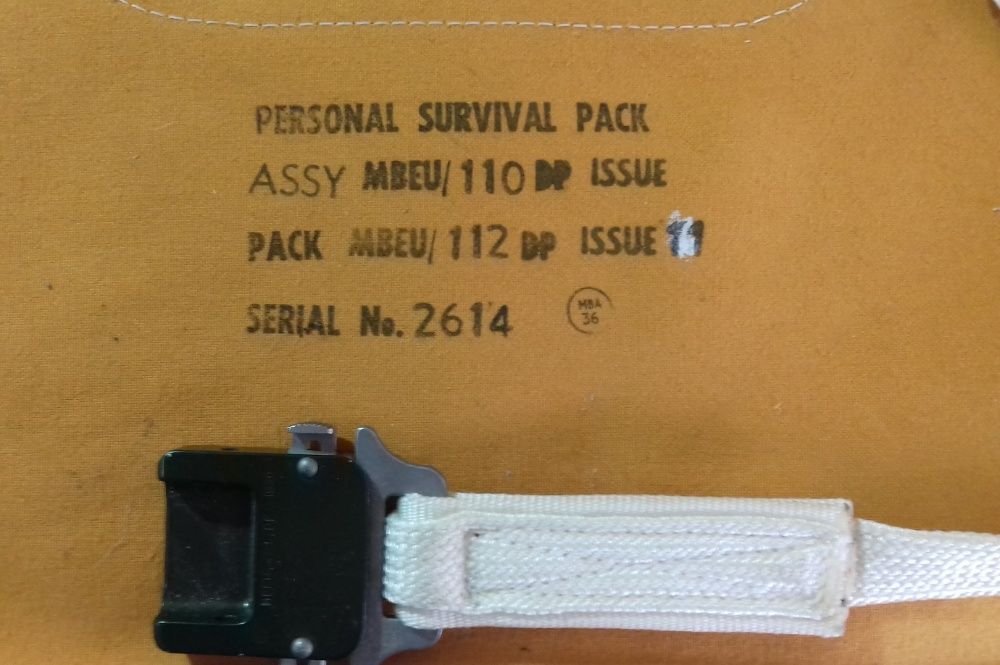 PERSONAL SURVIVAL PACK
ASSY MBEU/110 DP ISSUE
PACK MBEU/112 DP ISSUE
SERIAL No. 2614
MBA
36